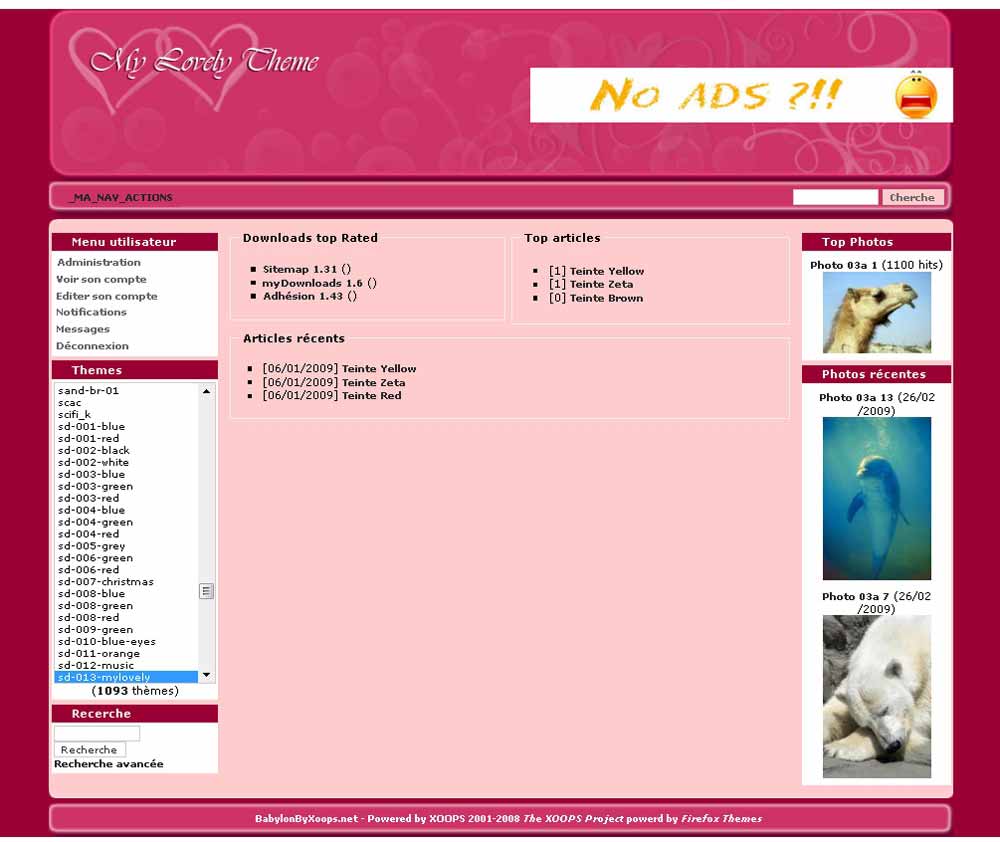 My Lovely Theme
No ADS ?!!
_MA_NAV_ACTIONS
Cherche
Menu utilisateur
Administration
Voir son compte
Editer son compte
Notifications
Messages
Déconnexion
Themes
sand-br-01
scac
scifi_k
sd-001-blue
sd-001-red
sd-002-black
sd-002-white
sd-003-blue
sd-003-green
sd-003-red
sd-004-blue
sd-004-green
sd-004-red
sd-005-grey
sd-006-green
sd-006-red
sd-007-christmas
sd-008-blue
sd-008-green
sd-008-red
sd-009-green
sd-010-blue-eyes
sd-011-orange
sd-012-music
sd-013-mylovely
(1093 thèmes)
Recerche
Recherche
Recherche avancée
Downloads top Rated
Sitemap 1.31 ()
myDownloads 1.6 ()
Adhésion 1.43 ()
Top articles
[1] Teinte Yellow
[1] Teinte Zeta
[0] Teinte Brown
Articles récents
[06/01/2009] Teinte Yellow
[06/01/2009] Teinte Zeta
[06/01/2009] Teinte Red
Top Photos
Photo 03a 1 (1100 hits)
Photos récentes
Photo 03a 13 (26/02
/2009)
Photo 03a 7 (26/02
/2009)
BabylonByXoops.net - Powered by XOOPS 2001-2008 The XOOPS Project powerd by Firefox Themes